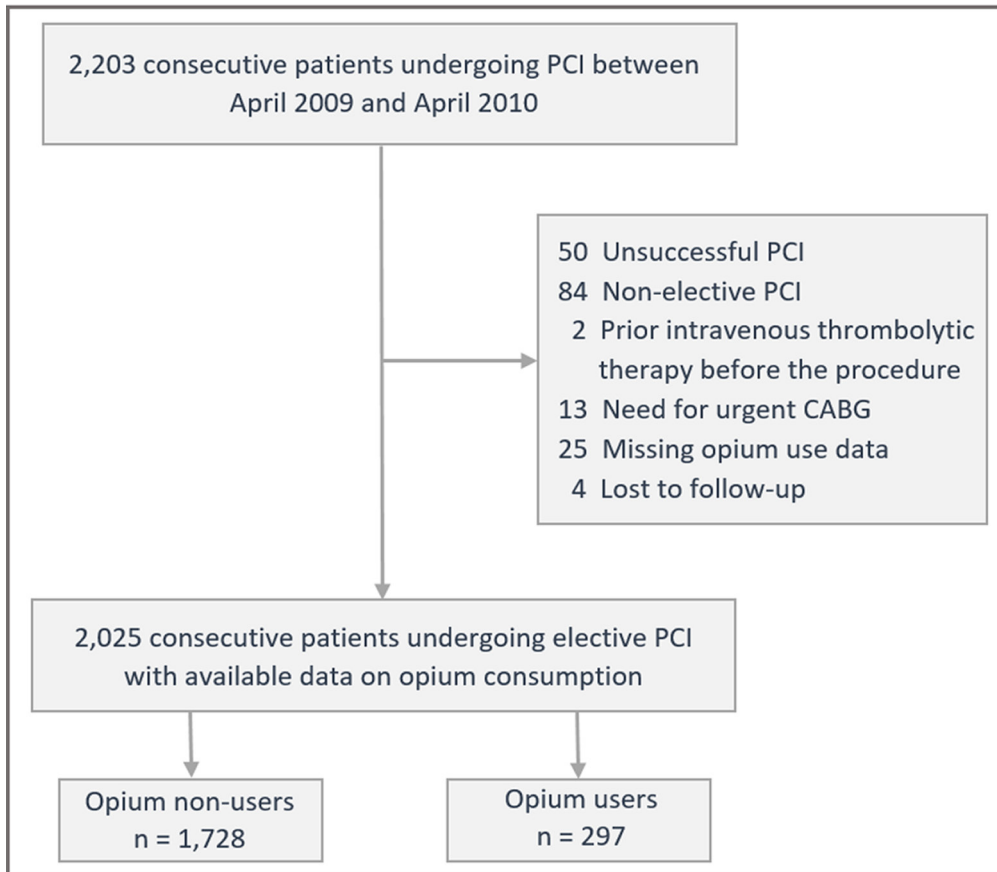 2,203 consecutive patients undergoing PCI between
April 2009 and April 2010
50 Unsuccessful PCI
84 Non-elective PCI
2 Prior intravenous thrombolytic
therapy before the procedure
13 Need for urgent CABG
25 Missing opium use data
4 Lost to follow-up
2,025 consecutive patients undergoing elective PCI
with available data on opium consumption
Opium non-users
n = 1,728
Opium users
n = 297